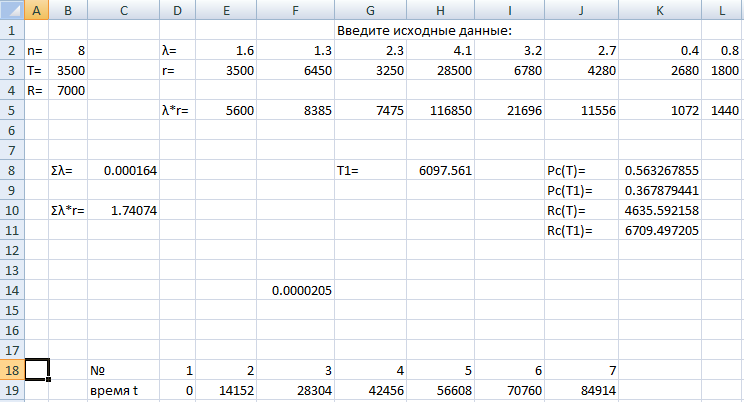 A B C D E F G H I J K L
1 Введите исходные данные:
2 n= 8 λ= 1.6 1.3 2.3 4.1 3.2 2.7 0.4 0.8
3 T= 3500 r= 3500 6450 3250 28500 6780 4280 2680 1800
4 R= 7000
5 λ*r= 5600 8385 7475 116850 21696 11556 1072 1440
6
7
8 Σλ= 0.000164 T1= 6097.561 Pc(T)= 0.563267855
9 Pc(T1)= 0.367879441
10 Σλ*r= 1.74074 Rc(T)= 4635.592158
11 Rc(T1)= 6709.497205
12
13
14 0.0000205
15
16
17
18 № 1 2 3 4 5 6 7
19 время t 0 14152 28304 42456 56608 70760 84914